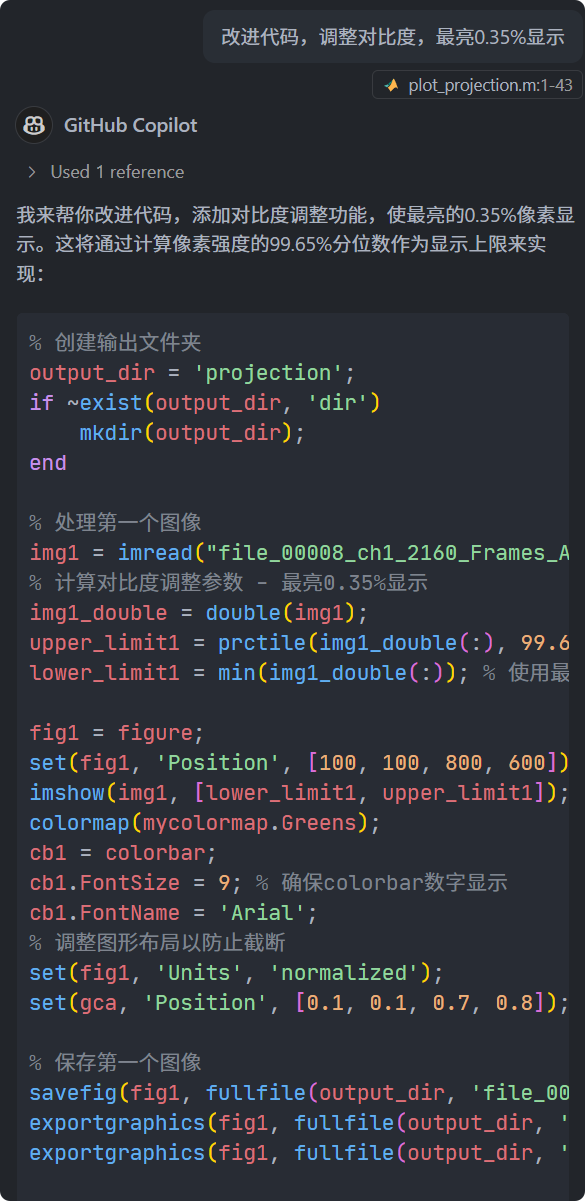 改进代码，调整对比度，最亮0.35%显示
plot_projection.m:1-43
GitHub Copilot
Used 1 reference
我来帮你改进代码，添加对比度调整功能，使最亮的0.35%像素显
示。这将通过计算像素强度的99.65%分位数作为显示上限来实
现：
% 创建输出文件夹
output_dir = 'projection';
if ~exist(output_dir, 'dir')
    mkdir(output_dir);
end
% 处理第一个图像
img1 = imread("file_00008_ch1_2160_Frames_A
% 计算对比度调整参数 - 最亮0.35%显示
img1_double = double(img1);
upper_limit1 = prctile(img1_double(:), 99.6
lower_limit1 = min(img1_double(:)); % 使用最
fig1 = figure;
set(fig1, 'Position', [100, 100, 800, 600])
imshow(img1, [lower_limit1, upper_limit1]);
colormap(mycolormap.Greens);
cb1 = colorbar;
cb1.FontSize = 9; % 确保colorbar数字显示
cb1.FontName = 'Arial';
% 调整图形布局以防止截断
set(fig1, 'Units', 'normalized');
set(gca, 'Position', [0.1, 0.1, 0.7, 0.8]);
% 保存第一个图像
savefig(fig1, fullfile(output_dir, 'file_00
exportgraphics(fig1, fullfile(output_dir, '
exportgraphics(fig1, fullfile(output_dir, '